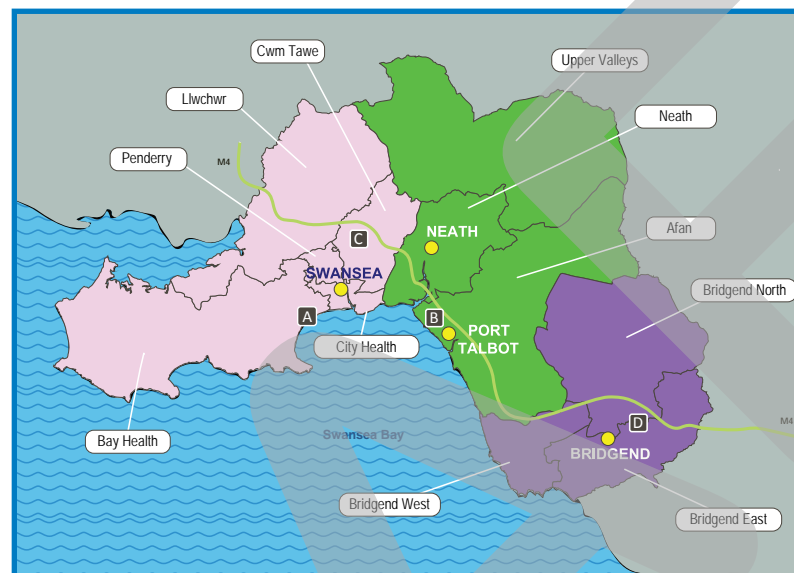 Cwm Tawe
Upper Valleys
Llwchwr
Neath
Penderry
M4
Afan
C
NEATH
SWANSEA
Bridgend North
A
B
PORT
TALBOT
City Health
D
M4
Swansea Bay
Bay Health
BRIDGEND
Bridgend West
Bridgend East